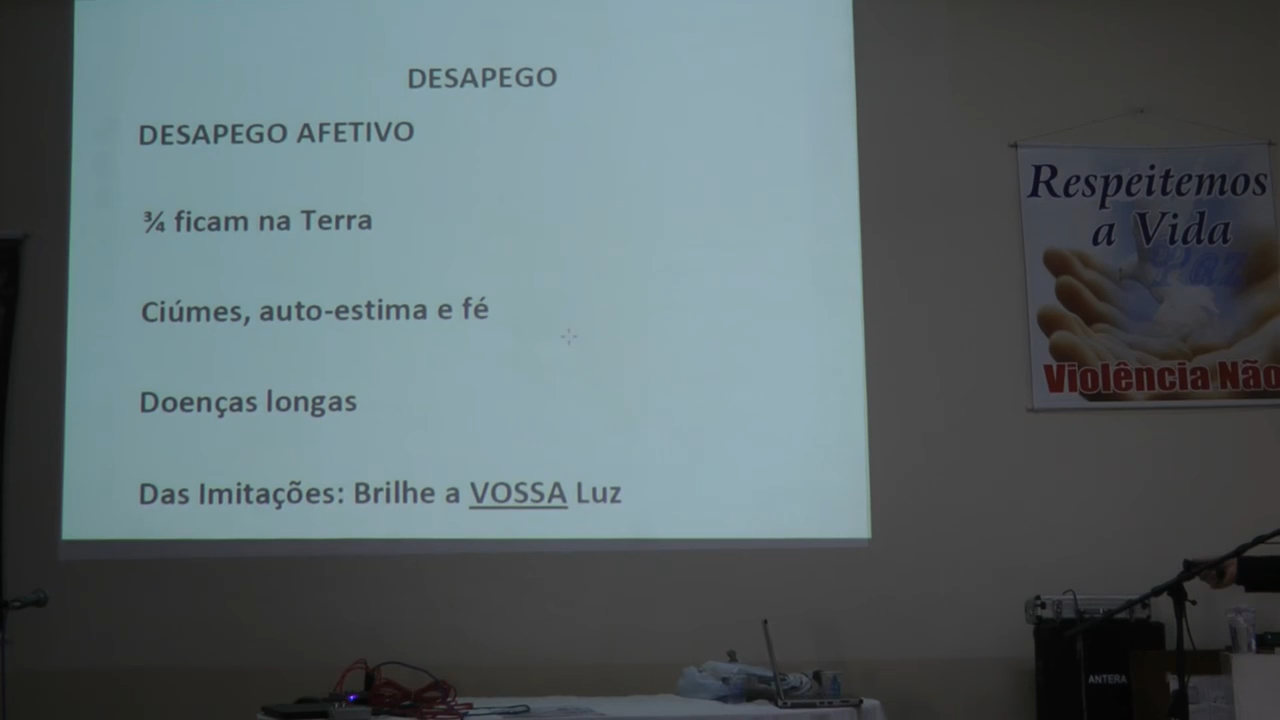 DESAPEGO
DESAPEGO AFETIVO
¾ ficam na Terra
Ciúmes, auto-estima e fé
Doenças longas
Das Imitações: Brilhe a VOSSA Luz
Respeitemos
a Vida
Paz
Violência Não
ANTERA